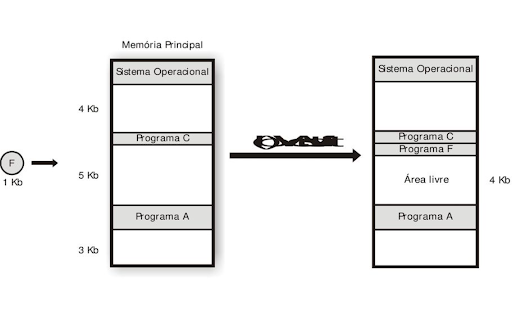 Memória Principal
Sistema Operacional
4 Kb
Programa C
F
1 Kb
5 Kb
Programa A
3 Kb
Sistema Operacional
Programa C
Programa F
Área livre
4 Kb
Programa A